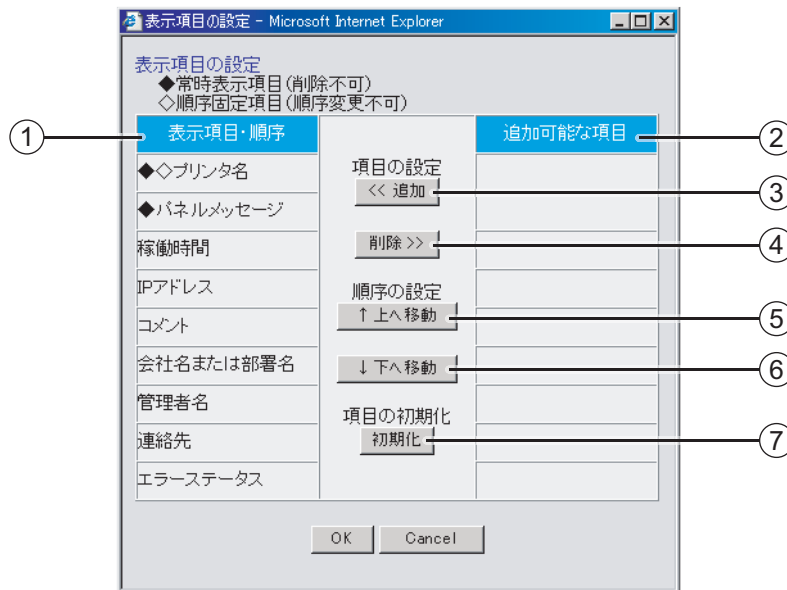 表示項目の設定 - Microsoft Internet Explorer
表示項目の設定
◆常時表示項目(削除不可)
◇順序固定項目(順序変更不可)
① 表示項目・順序 追加可能な項目 ②
◆◇プリンタ名 項目の設定
<< 追加 ③
◆パネルメッセージ
稼働時間 削除 >> ④
IPアドレス 順序の設定
コメント ↑ 上へ移動 ⑤
会社名または部署名 ↓ 下へ移動 ⑥
管理者名 項目の初期化
連絡先 初期化 ⑦
エラーステータス
OK Cancel